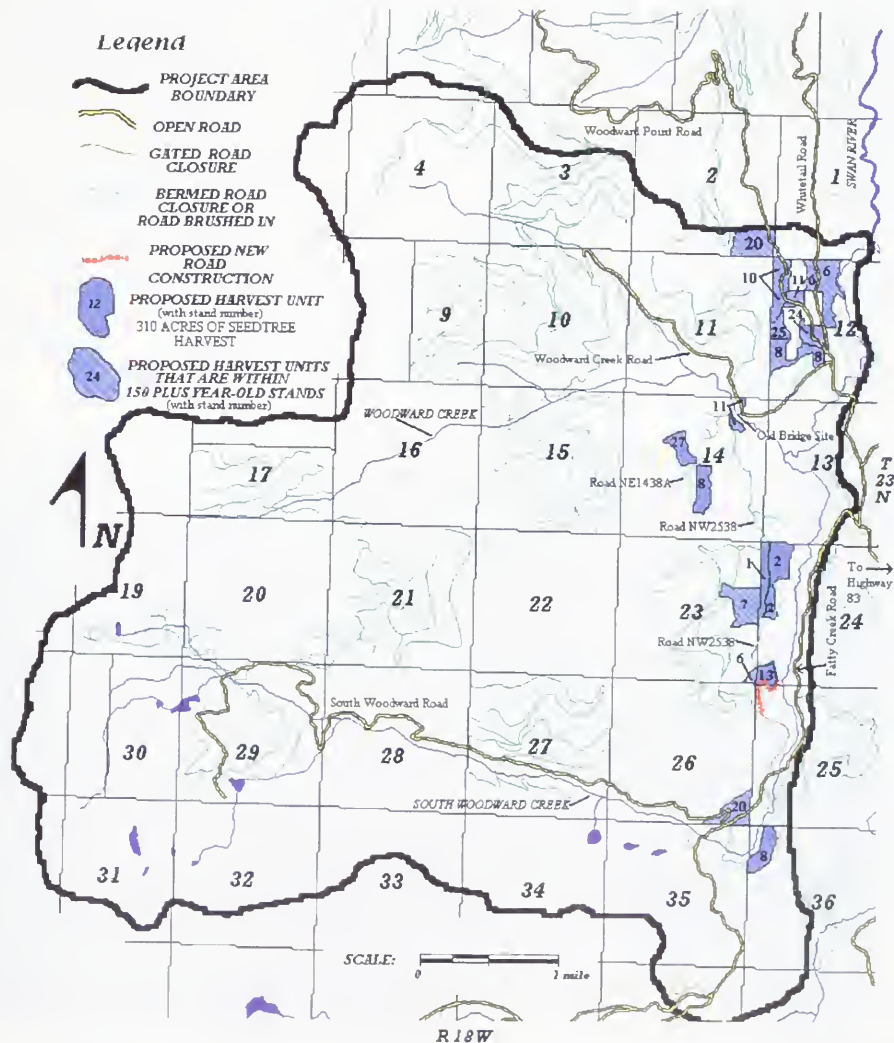 Legend
PROJECT AREA
BOUNDARY
OPEN ROAD
GATED ROAD
CLOSURE
BERMED ROAD
CLOSURE OR
ROAD BRUSHED IN
PROPOSED NEW
ROAD
CONSTRUCTION
12
PROPOSED HARVEST UNIT
(with stand number)
310 ACRES OF SEEDTREE
HARVEST
24
PROPOSED HARVEST UNITS
THAT ARE WITHIN
150 PLUS YEAR-OLD STANDS
(with stand number)
N
Woodward Point Road
Whitetail Road
SWAN RIVER
4
3
2
1
20
10
11
6
6
24
25
8
8
9
10
11
12
Woodward Creek Road
WOODWARD CREEK
11
Old Bridge Site
17
16
15
27
14
13
Road NE1438A
8
Road NW2538
T
23
N
To
Highway
83
1
2
7
2
19
20
21
22
23
24
Road NW2538
Fatty Creek Road
6
13
South Woodward Road
30
29
28
27
26
25
SOUTH WOODWARD CREEK
20
8
31
32
33
34
35
36
SCALE:
0
1 mile
R 18 W